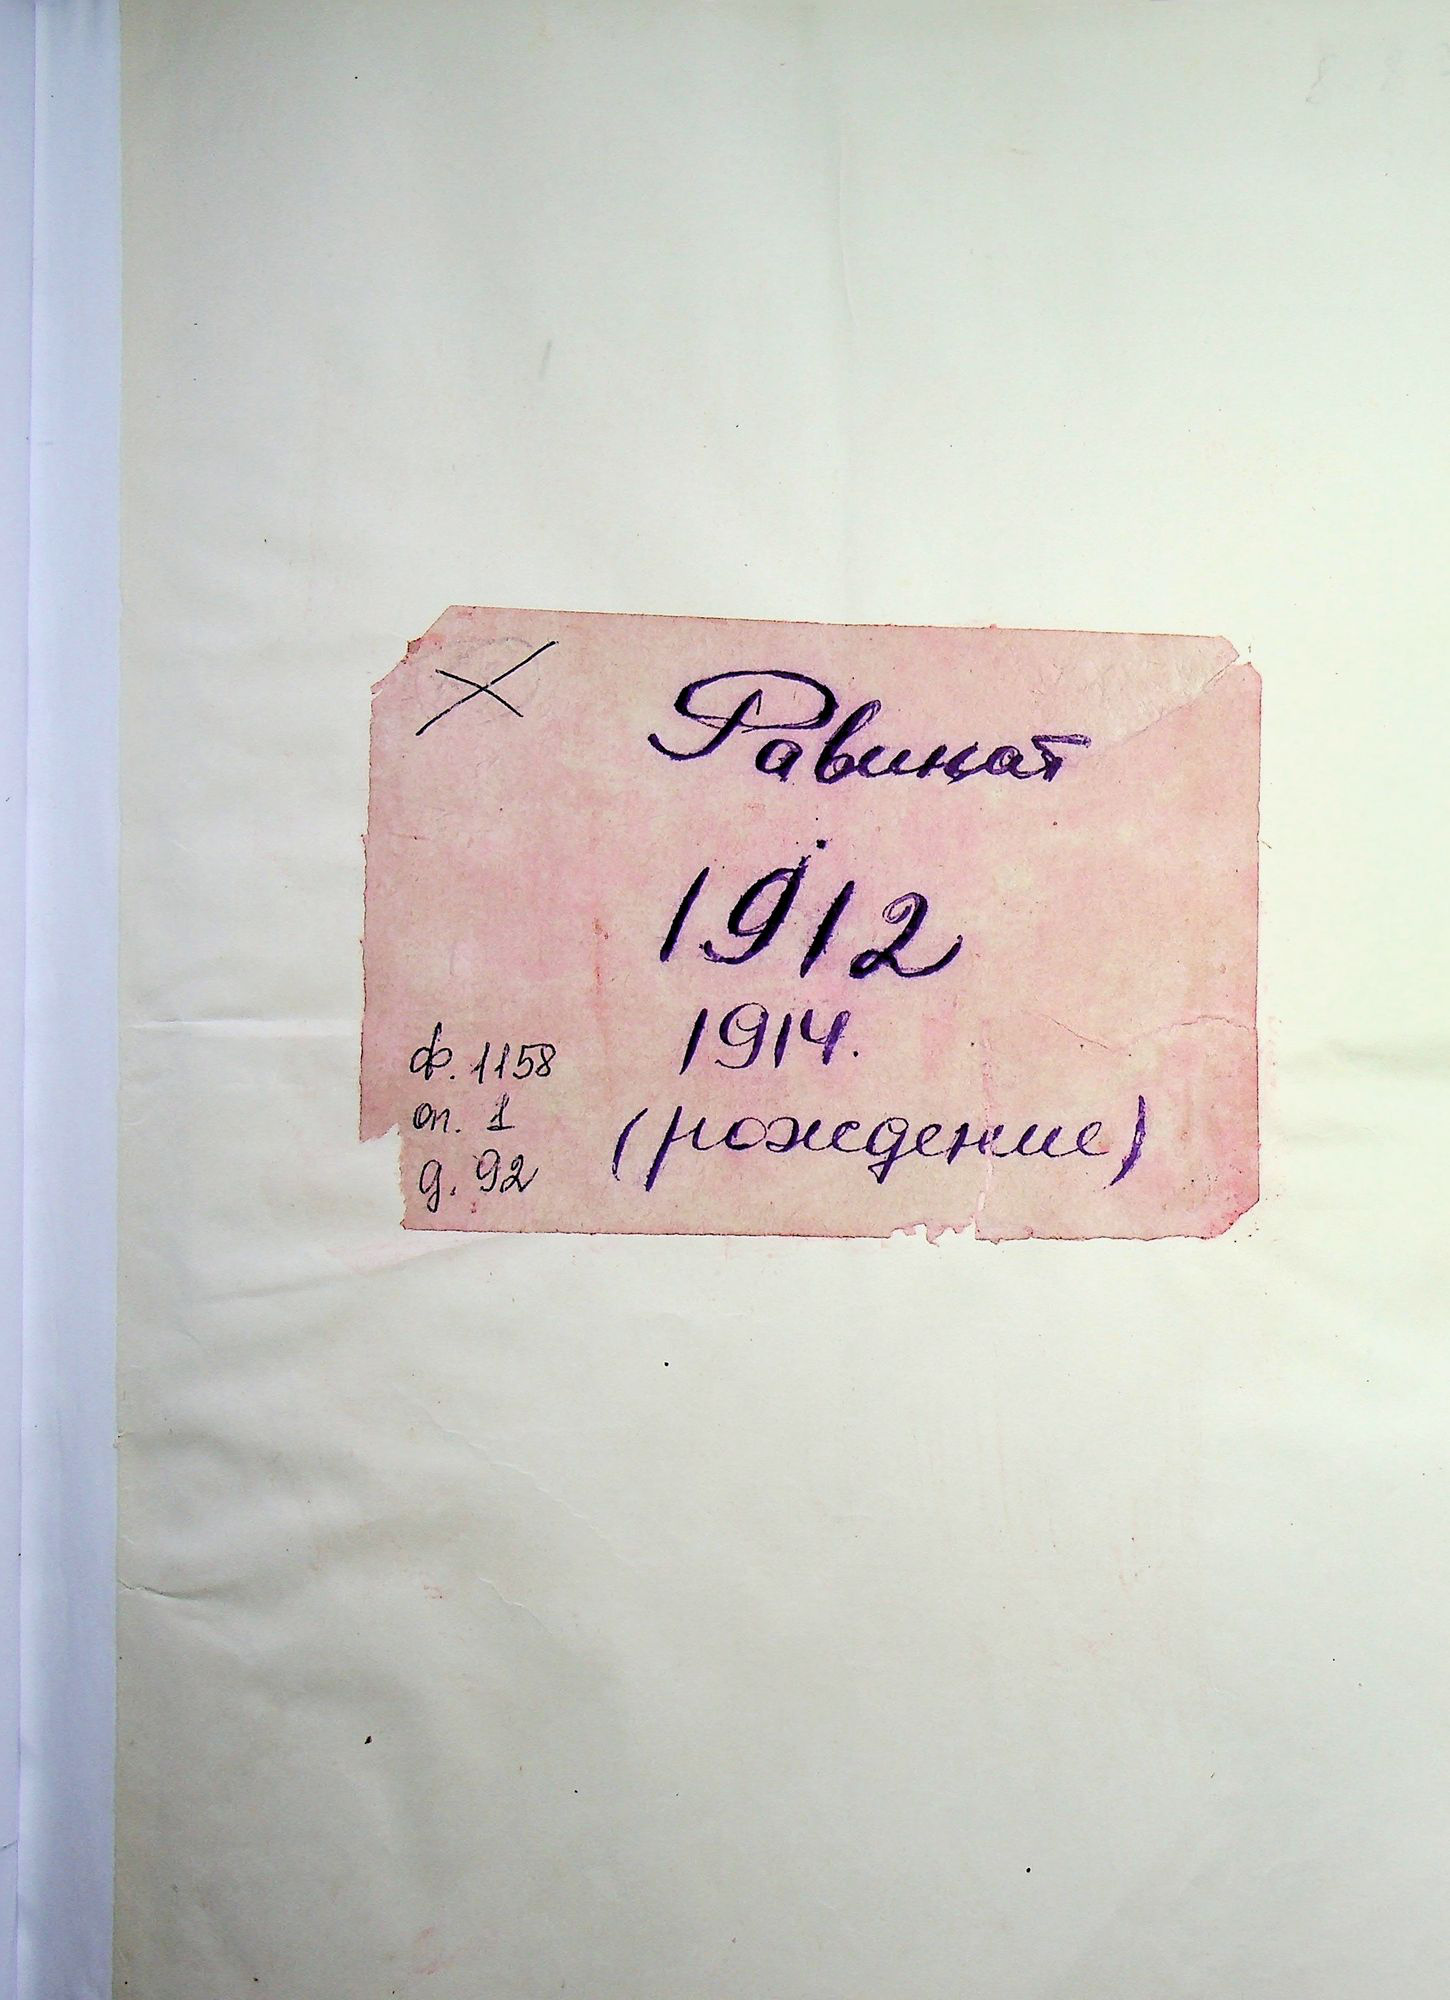 Равинат
1912
1914.
(рождение)
ф. 1158
оп. 1
д. 92